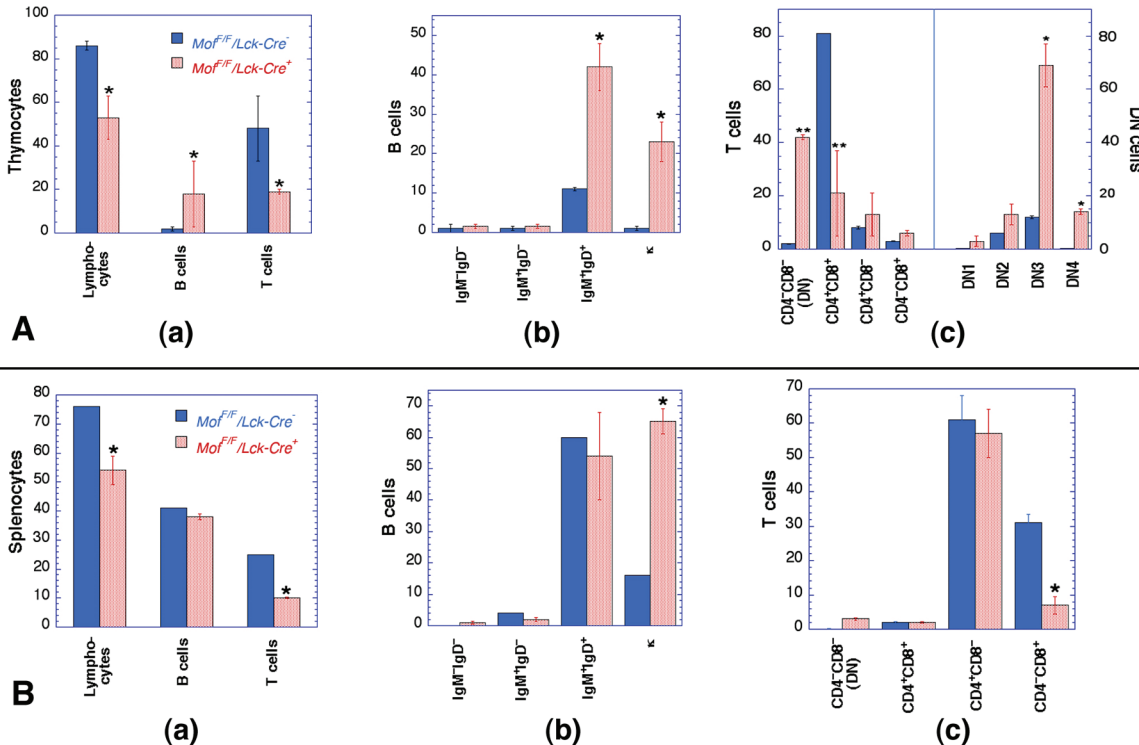 100
80
60
40
20
0
Thymocytes
Mof^F/F/Lck-Cre^-
Mof^F/F/Lck-Cre^+
*
*
*
Lympho-
cytes
B cells
T cells
A
(a)
50
40
30
20
10
0
B cells
*
*
IgM⁻IgD⁻
IgM⁺IgD⁻
IgM⁺IgD⁺
κ
(b)
80
60
40
20
0
T cells
**
**
*
*
80
60
40
20
0
DN cells
CD4⁻CD8⁻
(DN)
CD4⁺CD8⁺
CD4⁺CD8⁻
CD4⁻CD8⁺
DN1
DN2
DN3
DN4
(c)
80
70
60
50
40
30
20
10
0
Splenocytes
Mof^F/F/Lck-Cre^-
Mof^F/F/Lck-Cre^+
*
*
Lympho-
cytes
B cells
T cells
B
(a)
70
60
50
40
30
20
10
0
B cells
*
IgM⁻IgD⁻
IgM⁺IgD⁻
IgM⁺IgD⁺
κ
(b)
70
60
50
40
30
20
10
0
T cells
*
CD4⁻CD8⁻
(DN)
CD4⁺CD8⁺
CD4⁺CD8⁻
CD4⁻CD8⁺
(c)